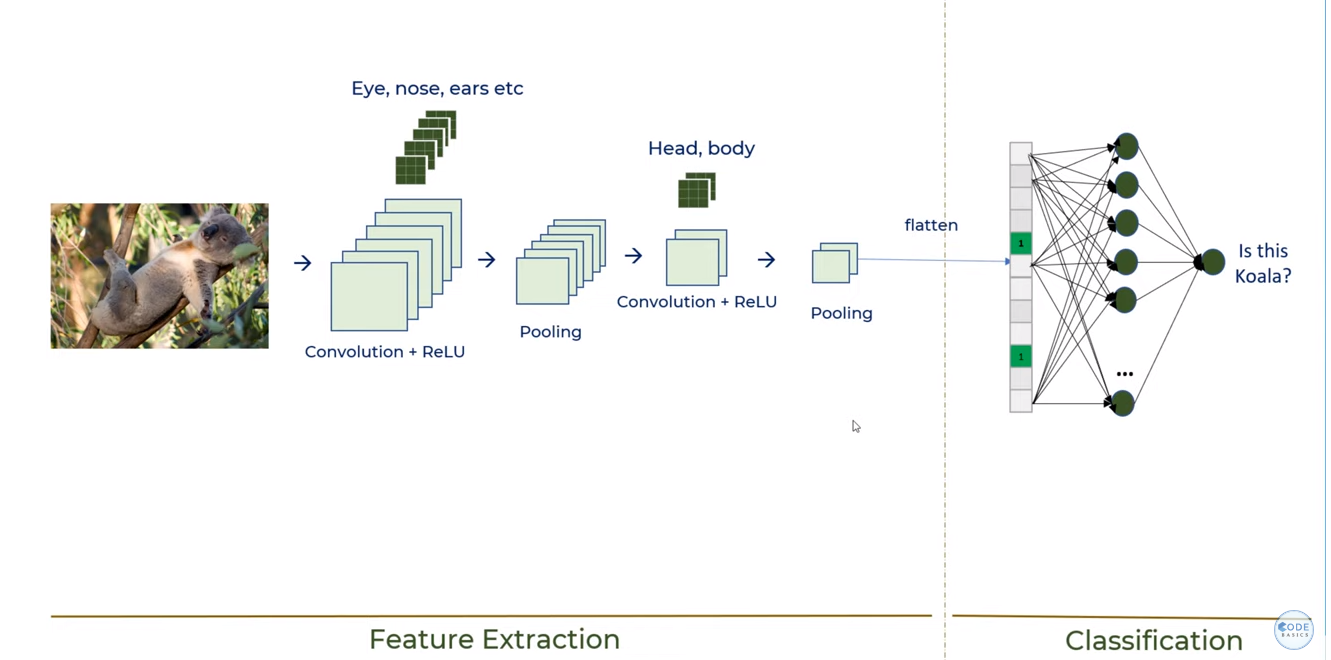 Eye, nose, ears etc
Head, body
flatten
1
Is this
Koala?
Convolution + ReLU
Pooling
Convolution + ReLU
Pooling
1
...
Feature Extraction
Classification
CODE
BASICS